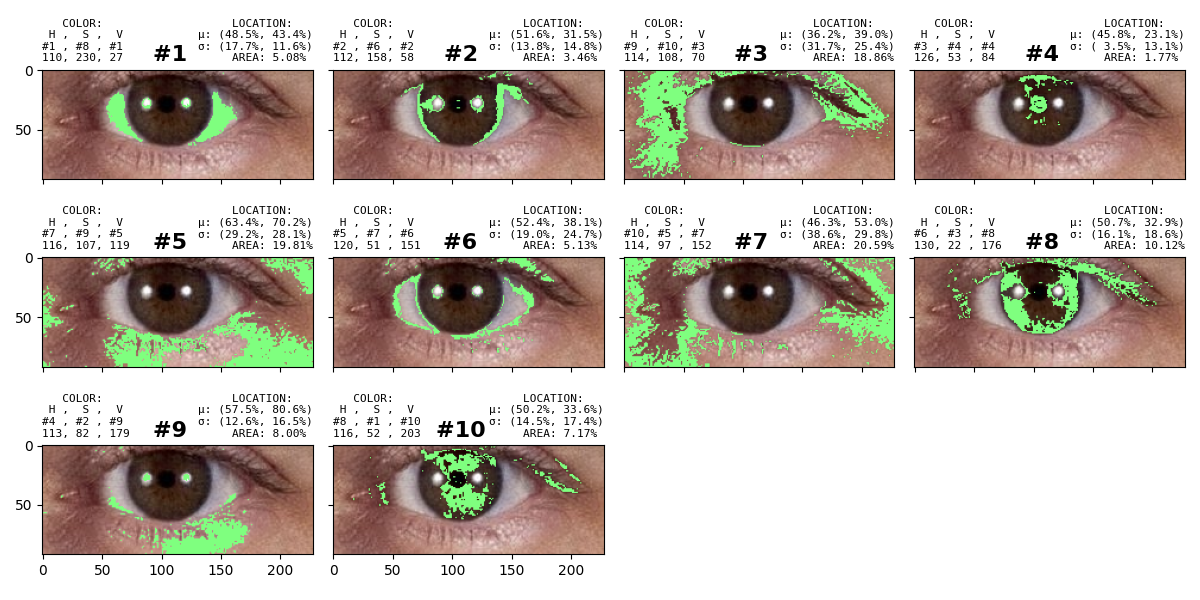 COLOR: LOCATION:
H , S , V μ: (48.5%, 43.4%)
#1 , #8 , #1 σ: (17.7%, 11.6%)
110, 230, 27 #1 AREA: 5.08%
COLOR: LOCATION:
H , S , V μ: (51.6%, 31.5%)
#2 , #6 , #2 σ: (13.8%, 14.8%)
112, 158, 58 #2 AREA: 3.46%
COLOR: LOCATION:
H , S , V μ: (36.2%, 39.0%)
#9 , #10, #3 σ: (31.7%, 25.4%)
114, 108, 70 #3 AREA: 18.86%
COLOR: LOCATION:
H , S , V μ: (45.8%, 23.1%)
#3 , #4 , #4 σ: ( 3.5%, 13.1%)
126, 53 , 84 #4 AREA: 1.77%
0
50
COLOR: LOCATION:
H , S , V μ: (63.4%, 70.2%)
#7 , #9 , #5 σ: (29.2%, 28.1%)
116, 107, 119 #5 AREA: 19.81%
COLOR: LOCATION:
H , S , V μ: (52.4%, 38.1%)
#5 , #7 , #6 σ: (19.0%, 24.7%)
120, 51 , 151 #6 AREA: 5.13%
COLOR: LOCATION:
H , S , V μ: (46.3%, 53.0%)
#10, #5 , #7 σ: (38.6%, 29.8%)
114, 97 , 152 #7 AREA: 20.59%
COLOR: LOCATION:
H , S , V μ: (50.7%, 32.9%)
#6 , #3 , #8 σ: (16.1%, 18.6%)
130, 22 , 176 #8 AREA: 10.12%
0
50
COLOR: LOCATION:
H , S , V μ: (57.5%, 80.6%)
#4 , #2 , #9 σ: (12.6%, 16.5%)
113, 82 , 179 #9 AREA: 8.00%
COLOR: LOCATION:
H , S , V μ: (50.2%, 33.6%)
#8 , #1 , #10 σ: (14.5%, 17.4%)
116, 52 , 203 #10 AREA: 7.17%
0
50
0 50 100 150 200
0 50 100 150 200